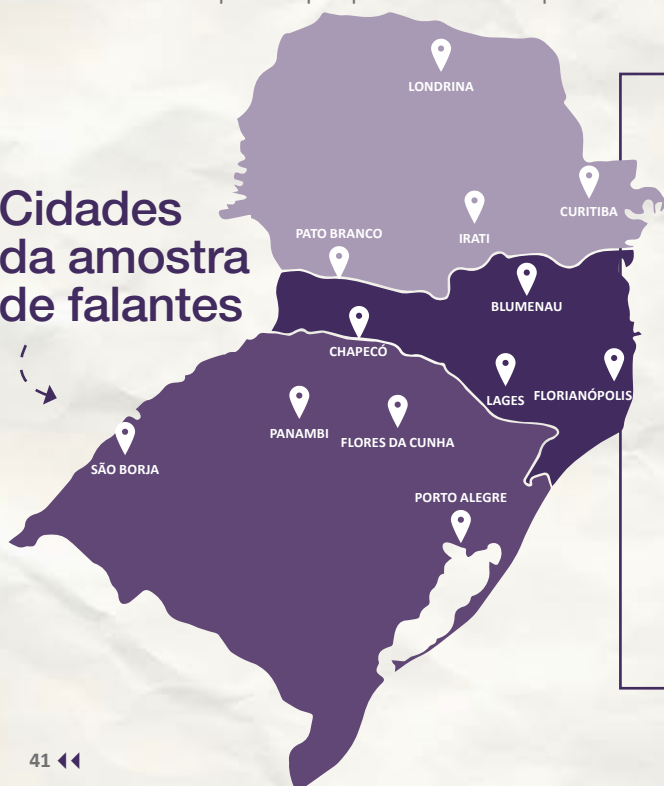 Cidades
da amostra
de falantes
LONDRINA
CURITIBA
IRATI
PATO BRANCO
BLUMENAU
CHAPECÓ
LAGES
FLORIANÓPOLIS
PANAMBI
FLORES DA CUNHA
SÃO BORJA
PORTO ALEGRE
41